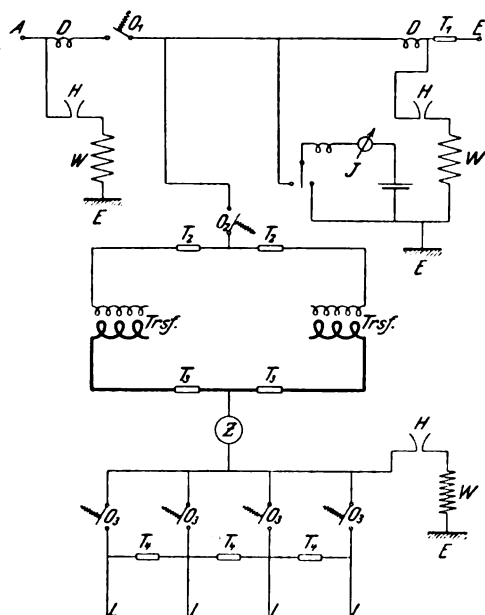 A D O1 D T1 E
H H
W J W
E O2 E
T2 T2
Trsf. Trsf.
T3 T3
Z
H
O3 O3 O3 O3 W
T4 T4 T4 E